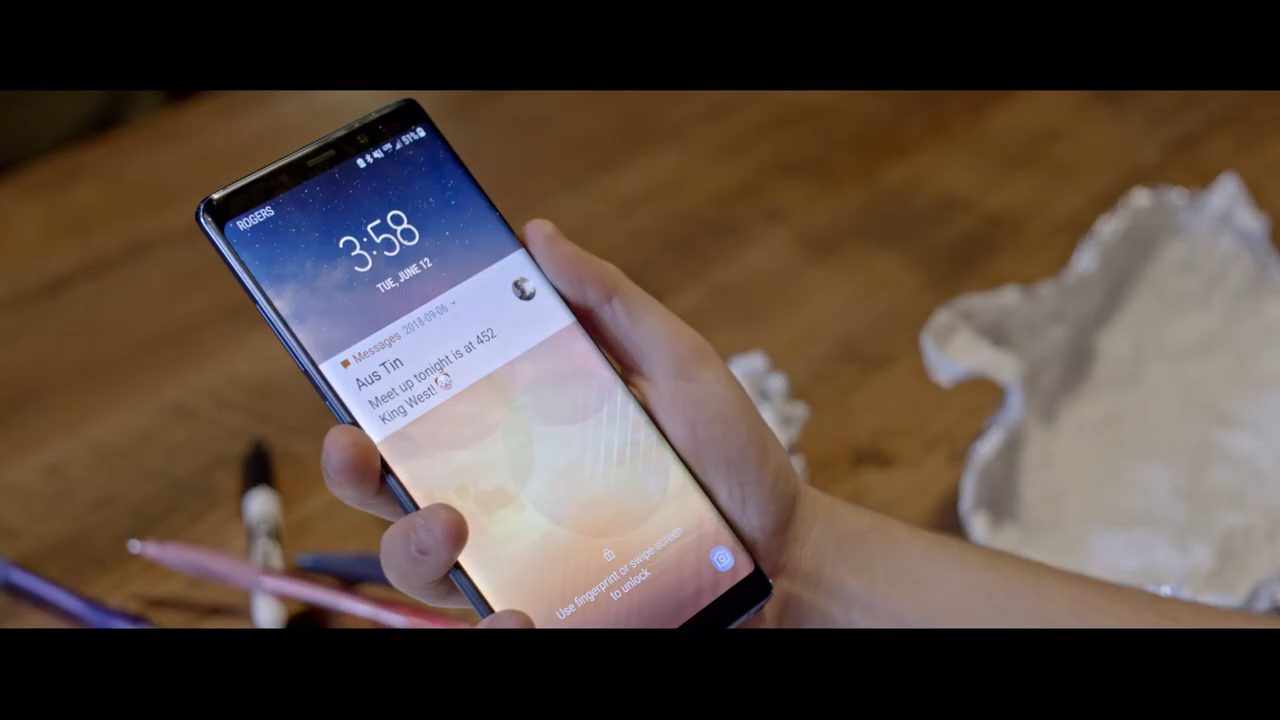 51%
ROGERS
3:58
TUE, JUNE 12
Messages 2018-09-06
Aus Tin
Meet up tonight is at 452
King West!
Use fingerprint or swipe screen
to unlock